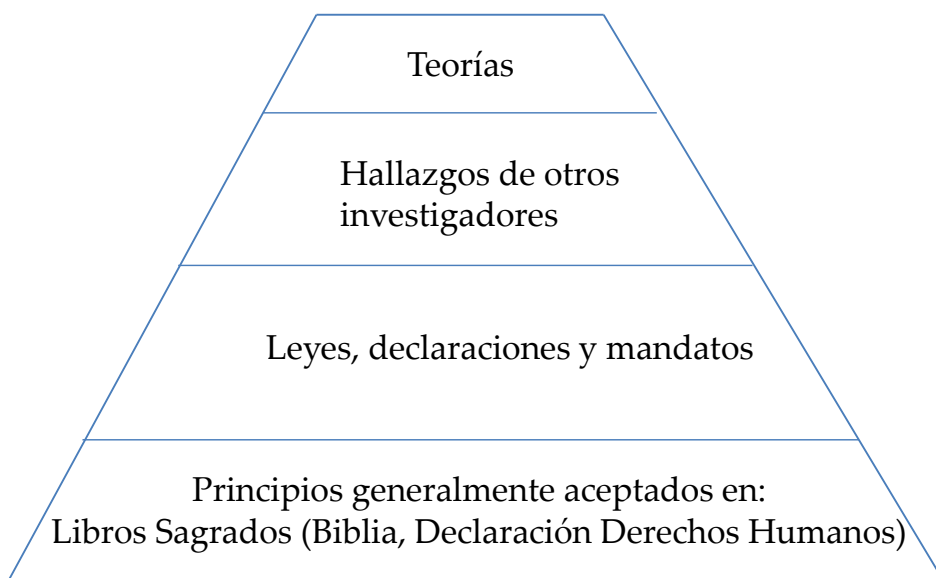 Teorías
Hallazgos de otros
investigadores
Leyes, declaraciones y mandatos
Principios generalmente aceptados en:
Libros Sagrados (Biblia, Declaración Derechos Humanos)